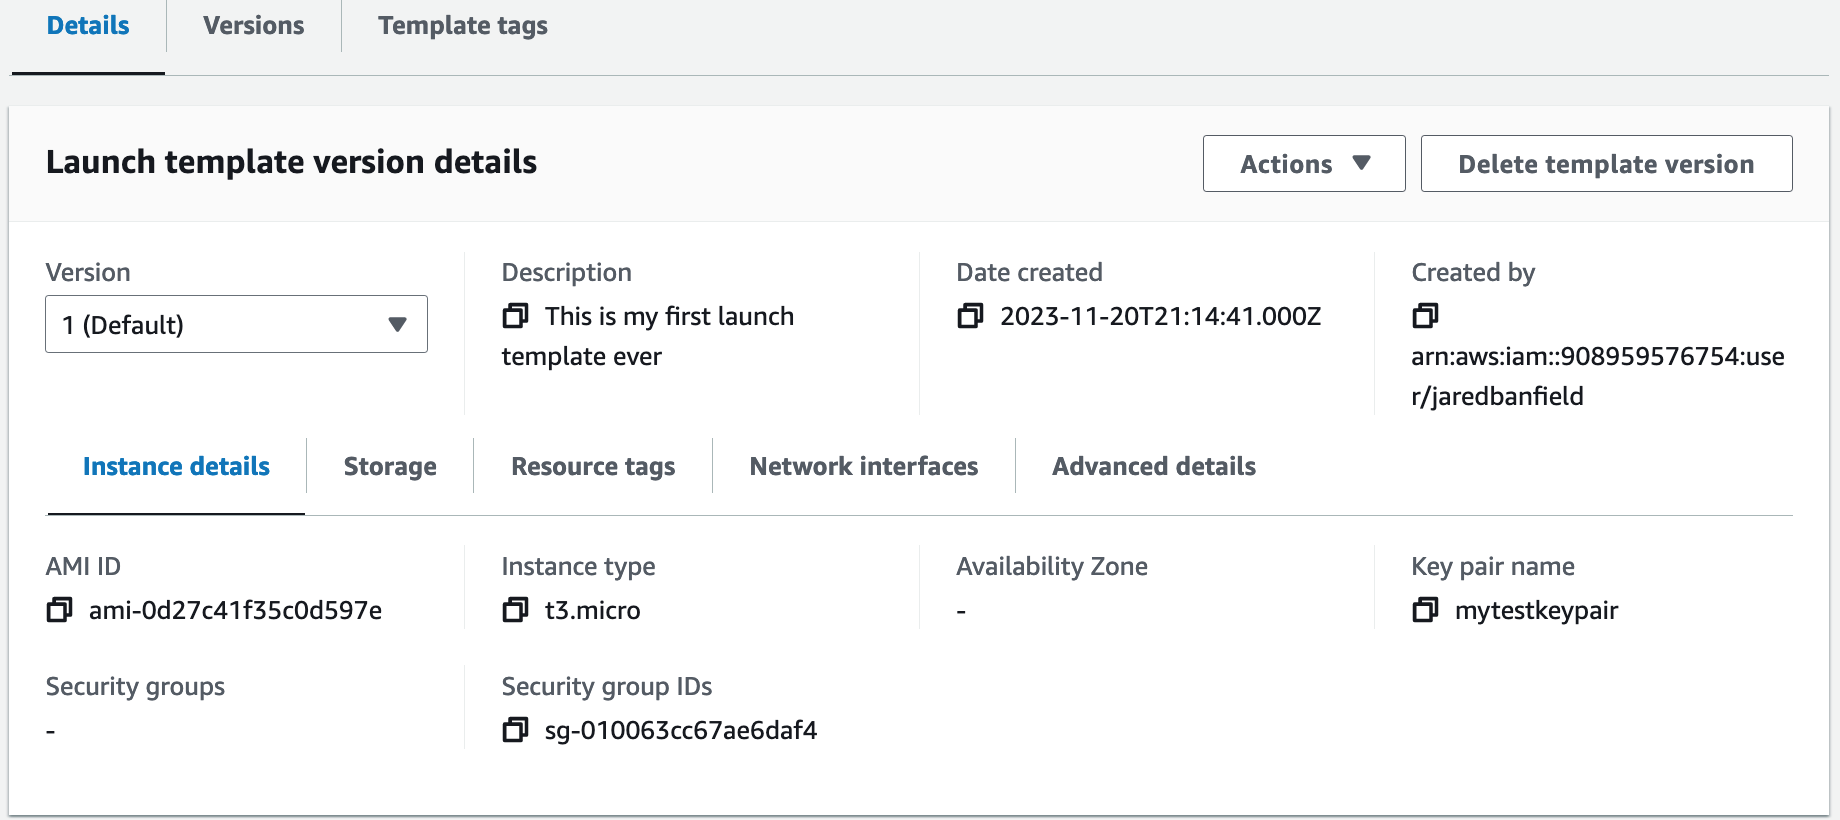 Details
Versions
Template tags
Launch template version details
Actions
Delete template version
Version
1 (Default)
Description
This is my first launch
template ever
Date created
2023-11-20T21:14:41.000Z
Created by
arn:aws:iam::908959576754:use
r/jaredbanfield
Instance details
Storage
Resource tags
Network interfaces
Advanced details
AMI ID
ami-0d27c41f35c0d597e
Instance type
t3.micro
Availability Zone
-
Key pair name
mytestkeypair
Security groups
-
Security group IDs
sg-010063cc67ae6daf4